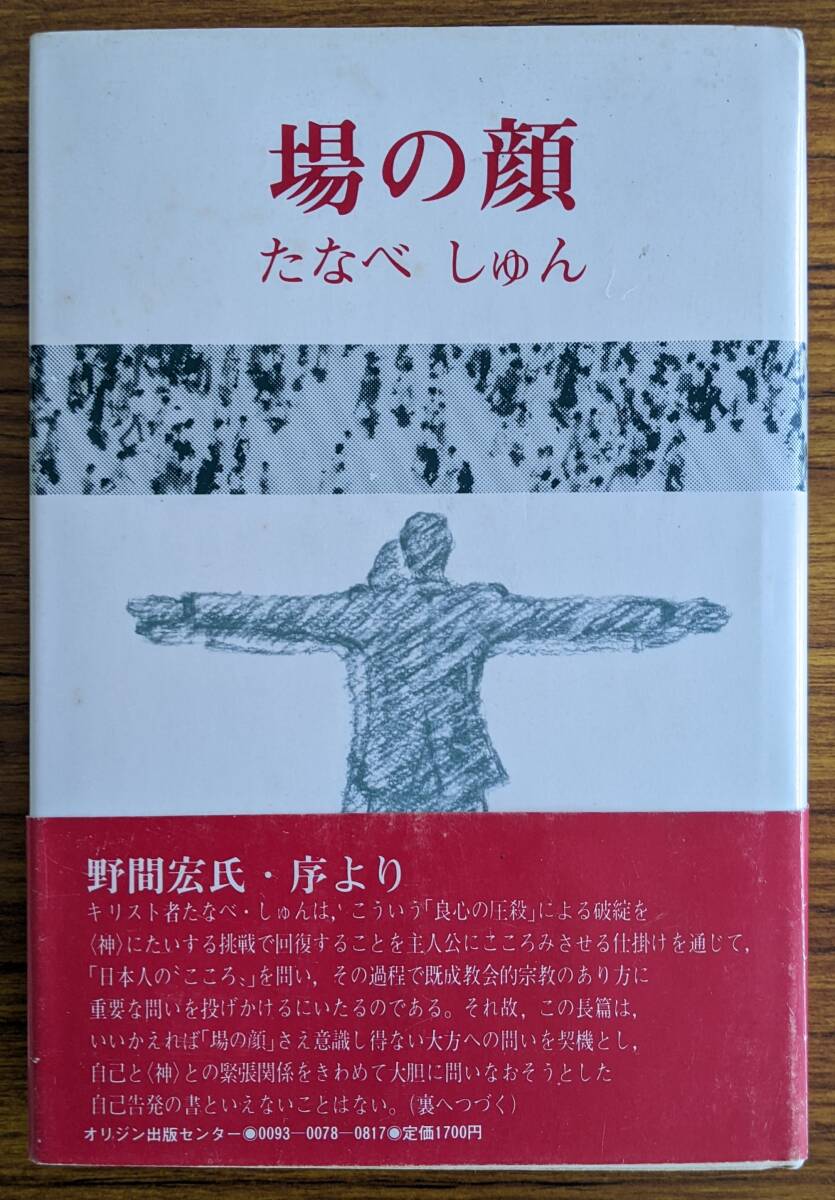 場の顔
たなべ しゅん
野間宏氏・序より
キリスト者たなべ・しゅんは，こういう「良心の圧殺」による破綻を
〈神〉にたいする挑戦で回復することを主人公にこころみさせる仕掛けを通じて，
「日本人の〝こころ〟」を問い，その過程で既成教会的宗教のあり方に
重要な問いを投げかけるにいたるのである。それ故，この長篇は，
いいかえれば「場の顔」さえ意識し得ない大方への問いを契機とし，
自己と〈神〉との緊張関係をきわめて大胆に問いなおそうとした
自己告発の書といえないことはない。（裏へつづく）
オリジン出版センター◉0093―0078―0817◉定価1700円